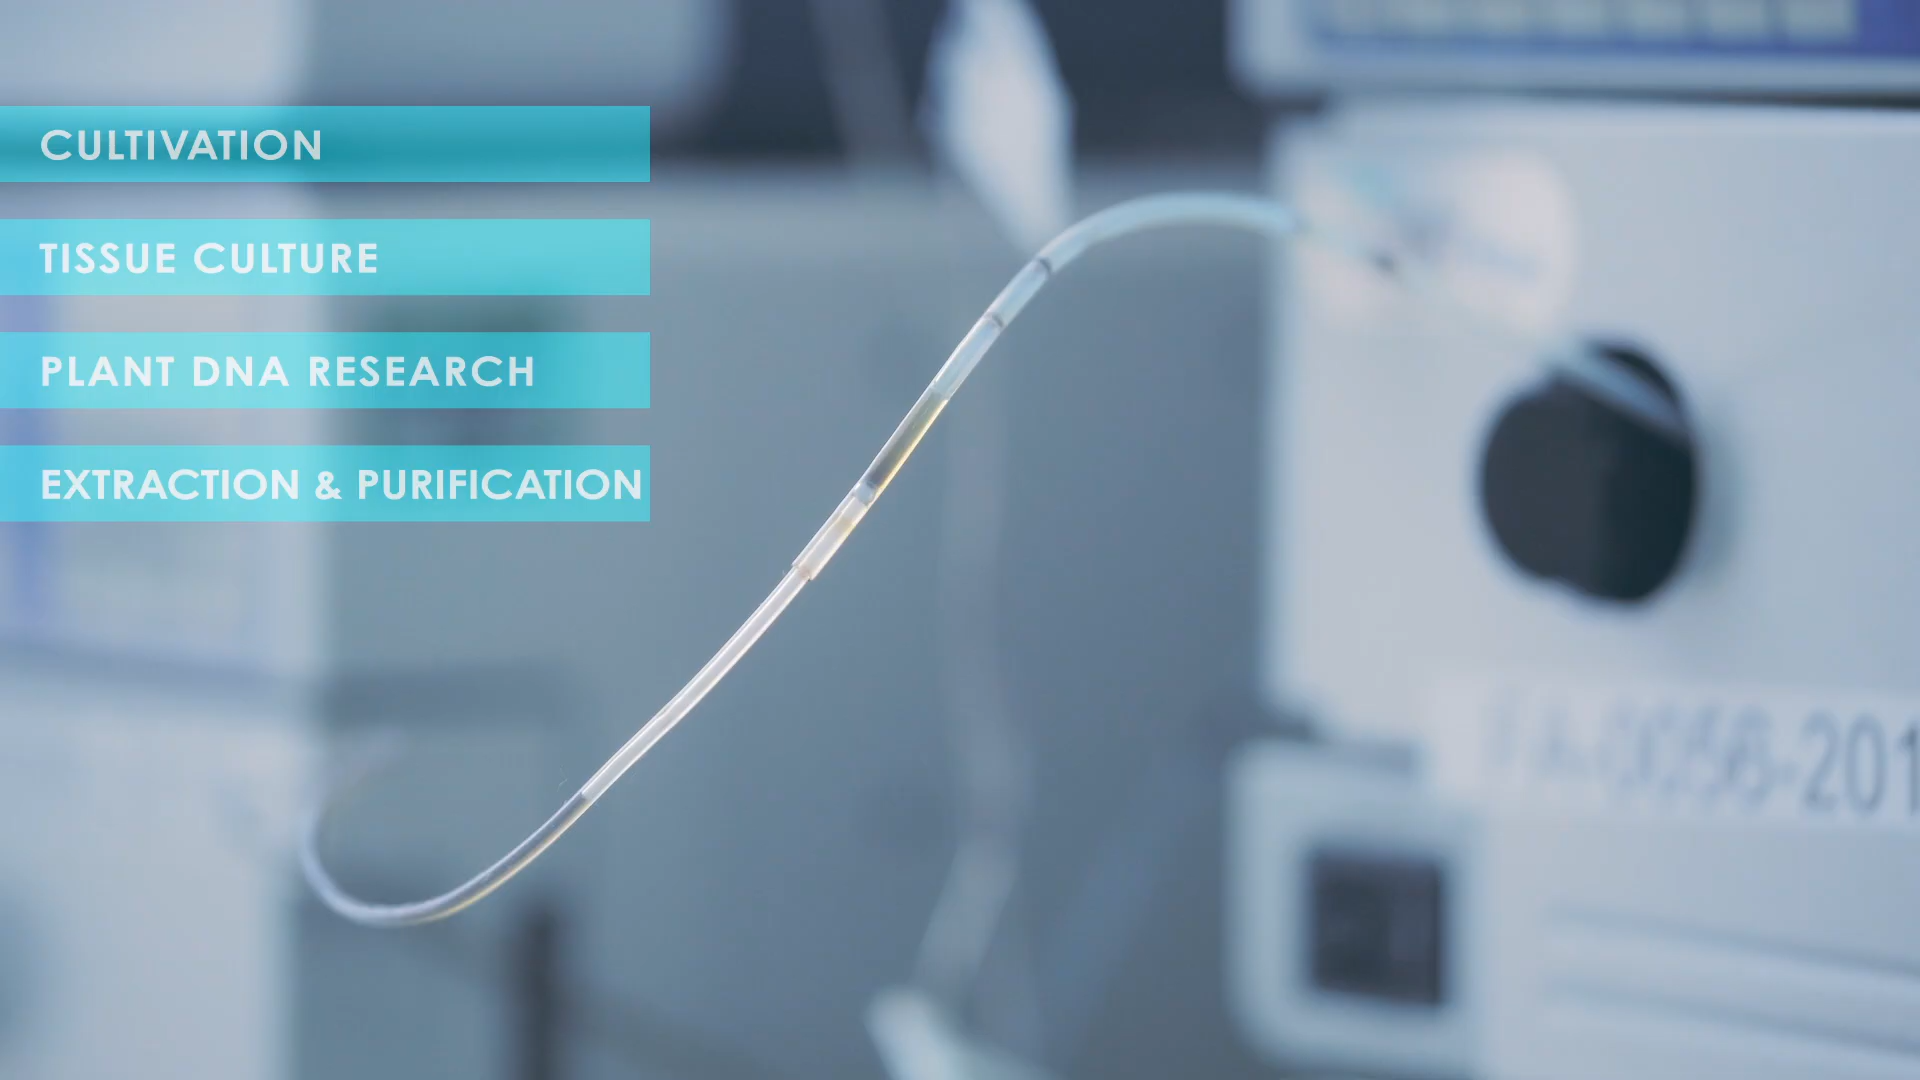 CULTIVATION
TISSUE CULTURE
PLANT DNA RESEARCH
EXTRACTION & PURIFICATION